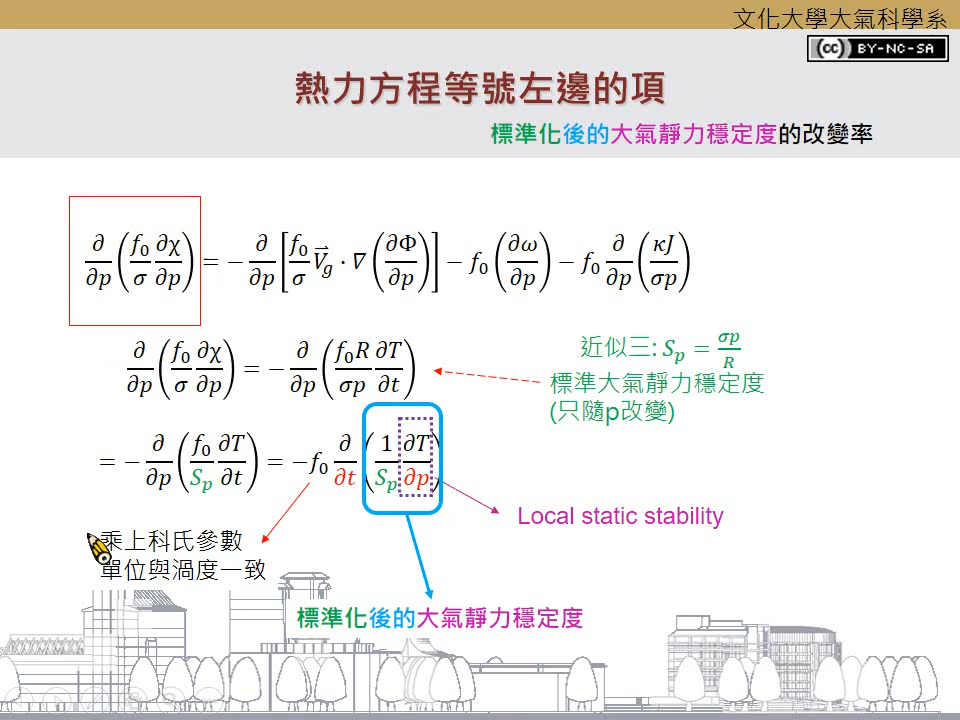 文化大學大氣科學系
(cc) BY-NC-SA
熱力方程等號左邊的項
標準化後的大氣靜力穩定度的改變率
∂/∂p (f₀/σ ∂χ/∂p) = − ∂/∂p [f₀/σ V⃗_g · ∇ (∂Φ/∂p)] − f₀ (∂ω/∂p) − f₀ ∂/∂p (κJ/σp)
∂/∂p (f₀/σ ∂χ/∂p) = − ∂/∂p (f₀R/σp ∂T/∂t)
近似三: S_p = σp/R
標準大氣靜力穩定度
(只隨p改變)
= − ∂/∂p (f₀/S_p ∂T/∂t) = −f₀ ∂/∂t (1/S_p ∂T/∂p)
Local static stability
乘上科氏參數
單位與渦度一致
標準化後的大氣靜力穩定度